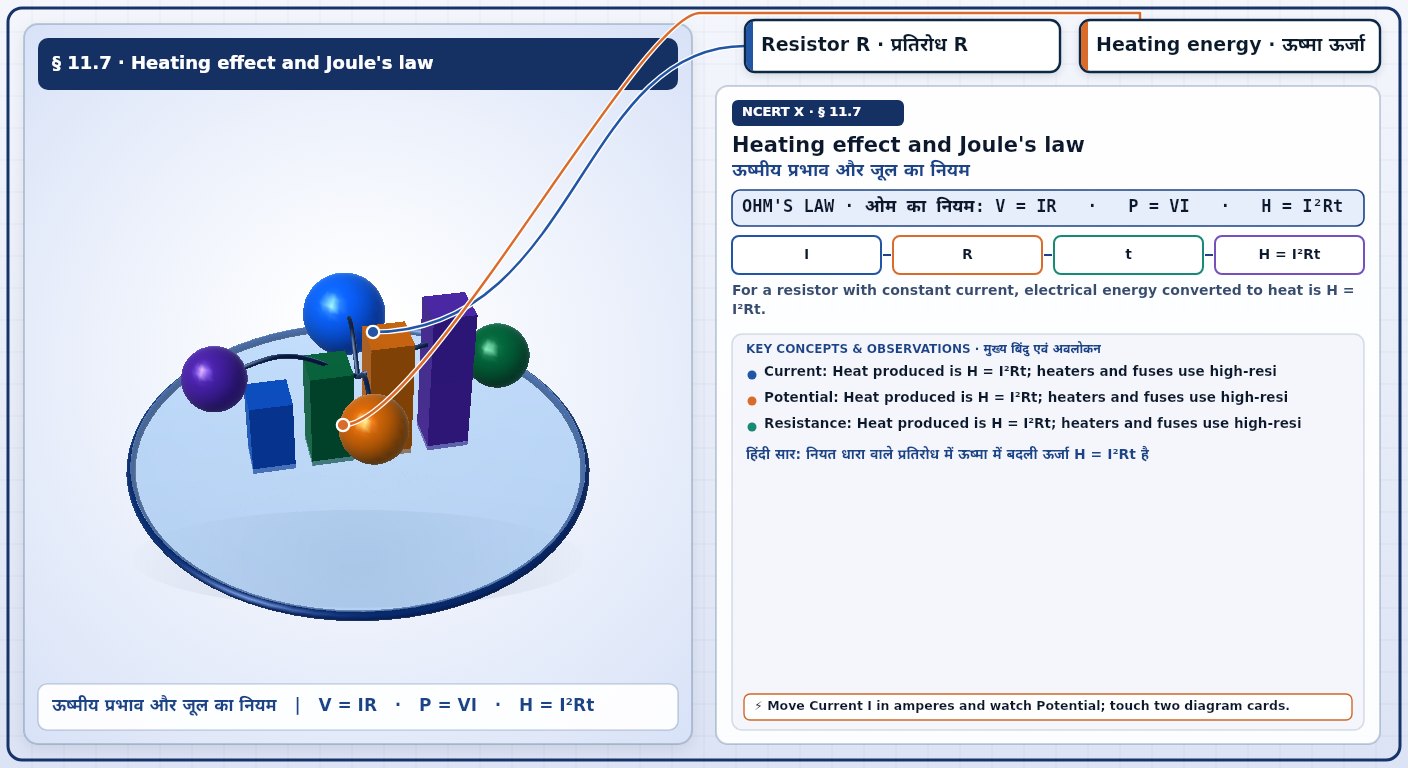 § 11.7 · Heating effect and Joule's law
Resistor R · प्रतिरोध R
Heating energy · ऊष्मा ऊर्जा
NCERT X · § 11.7
Heating effect and Joule's law
ऊष्मीय प्रभाव और जूल का नियम
OHM'S LAW · ओम का नियम: V = IR · P = VI · H = I²Rt
I
R
t
H = I²Rt
For a resistor with constant current, electrical energy converted to heat is H =
I²Rt.
KEY CONCEPTS & OBSERVATIONS · मुख्य बिंदु एवं अवलोकन
Current: Heat produced is H = I²Rt; heaters and fuses use high-resi
Potential: Heat produced is H = I²Rt; heaters and fuses use high-resi
Resistance: Heat produced is H = I²Rt; heaters and fuses use high-resi
हिंदी सार: नियत धारा वाले प्रतिरोध में ऊष्मा में बदली ऊर्जा H = I²Rt है
⚡ Move Current I in amperes and watch Potential; touch two diagram cards.
ऊष्मीय प्रभाव और जूल का नियम | V = IR · P = VI · H = I²Rt